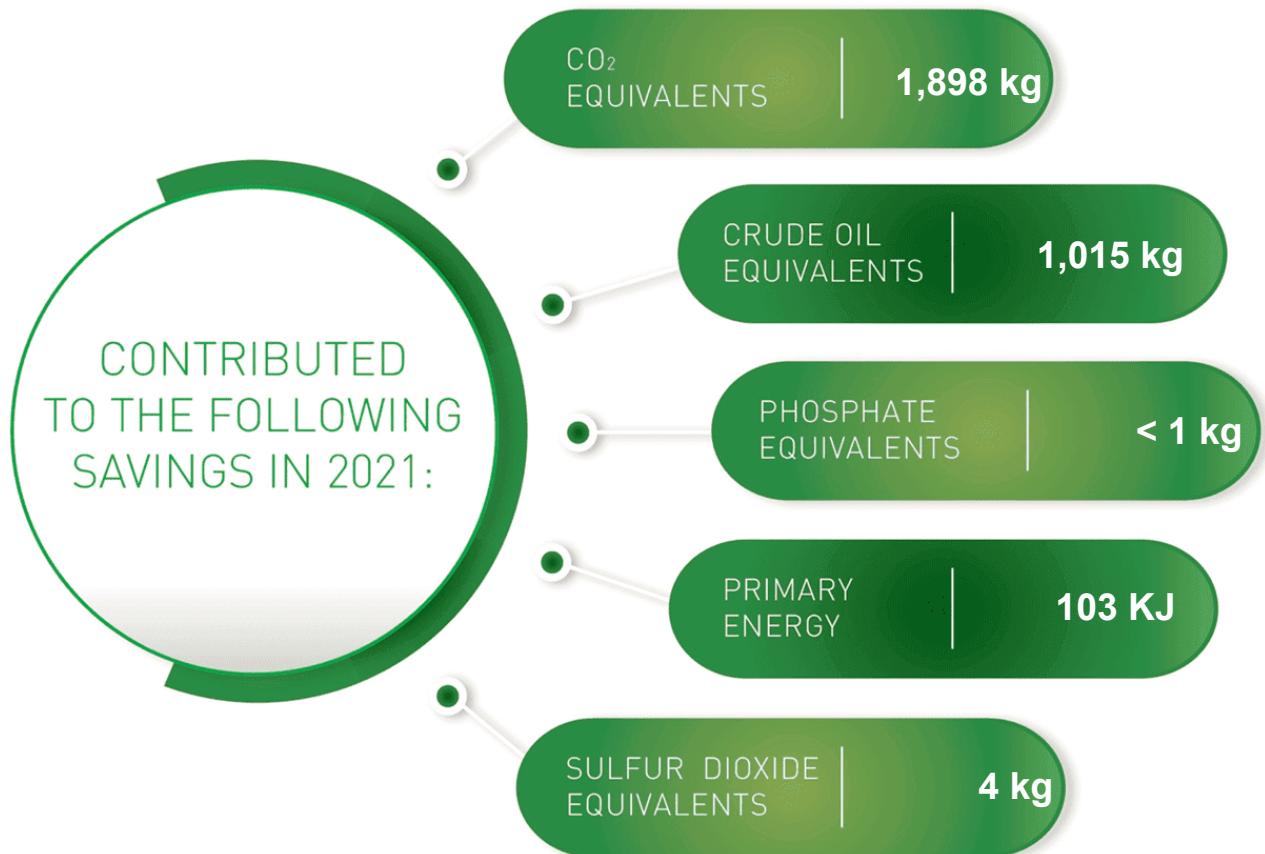 CONTRIBUTED
TO THE FOLLOWING
SAVINGS IN 2021:
CO₂
EQUIVALENTS
1,898 kg
CRUDE OIL
EQUIVALENTS
1,015 kg
PHOSPHATE
EQUIVALENTS
< 1 kg
PRIMARY
ENERGY
103 KJ
SULFUR DIOXIDE
EQUIVALENTS
4 kg